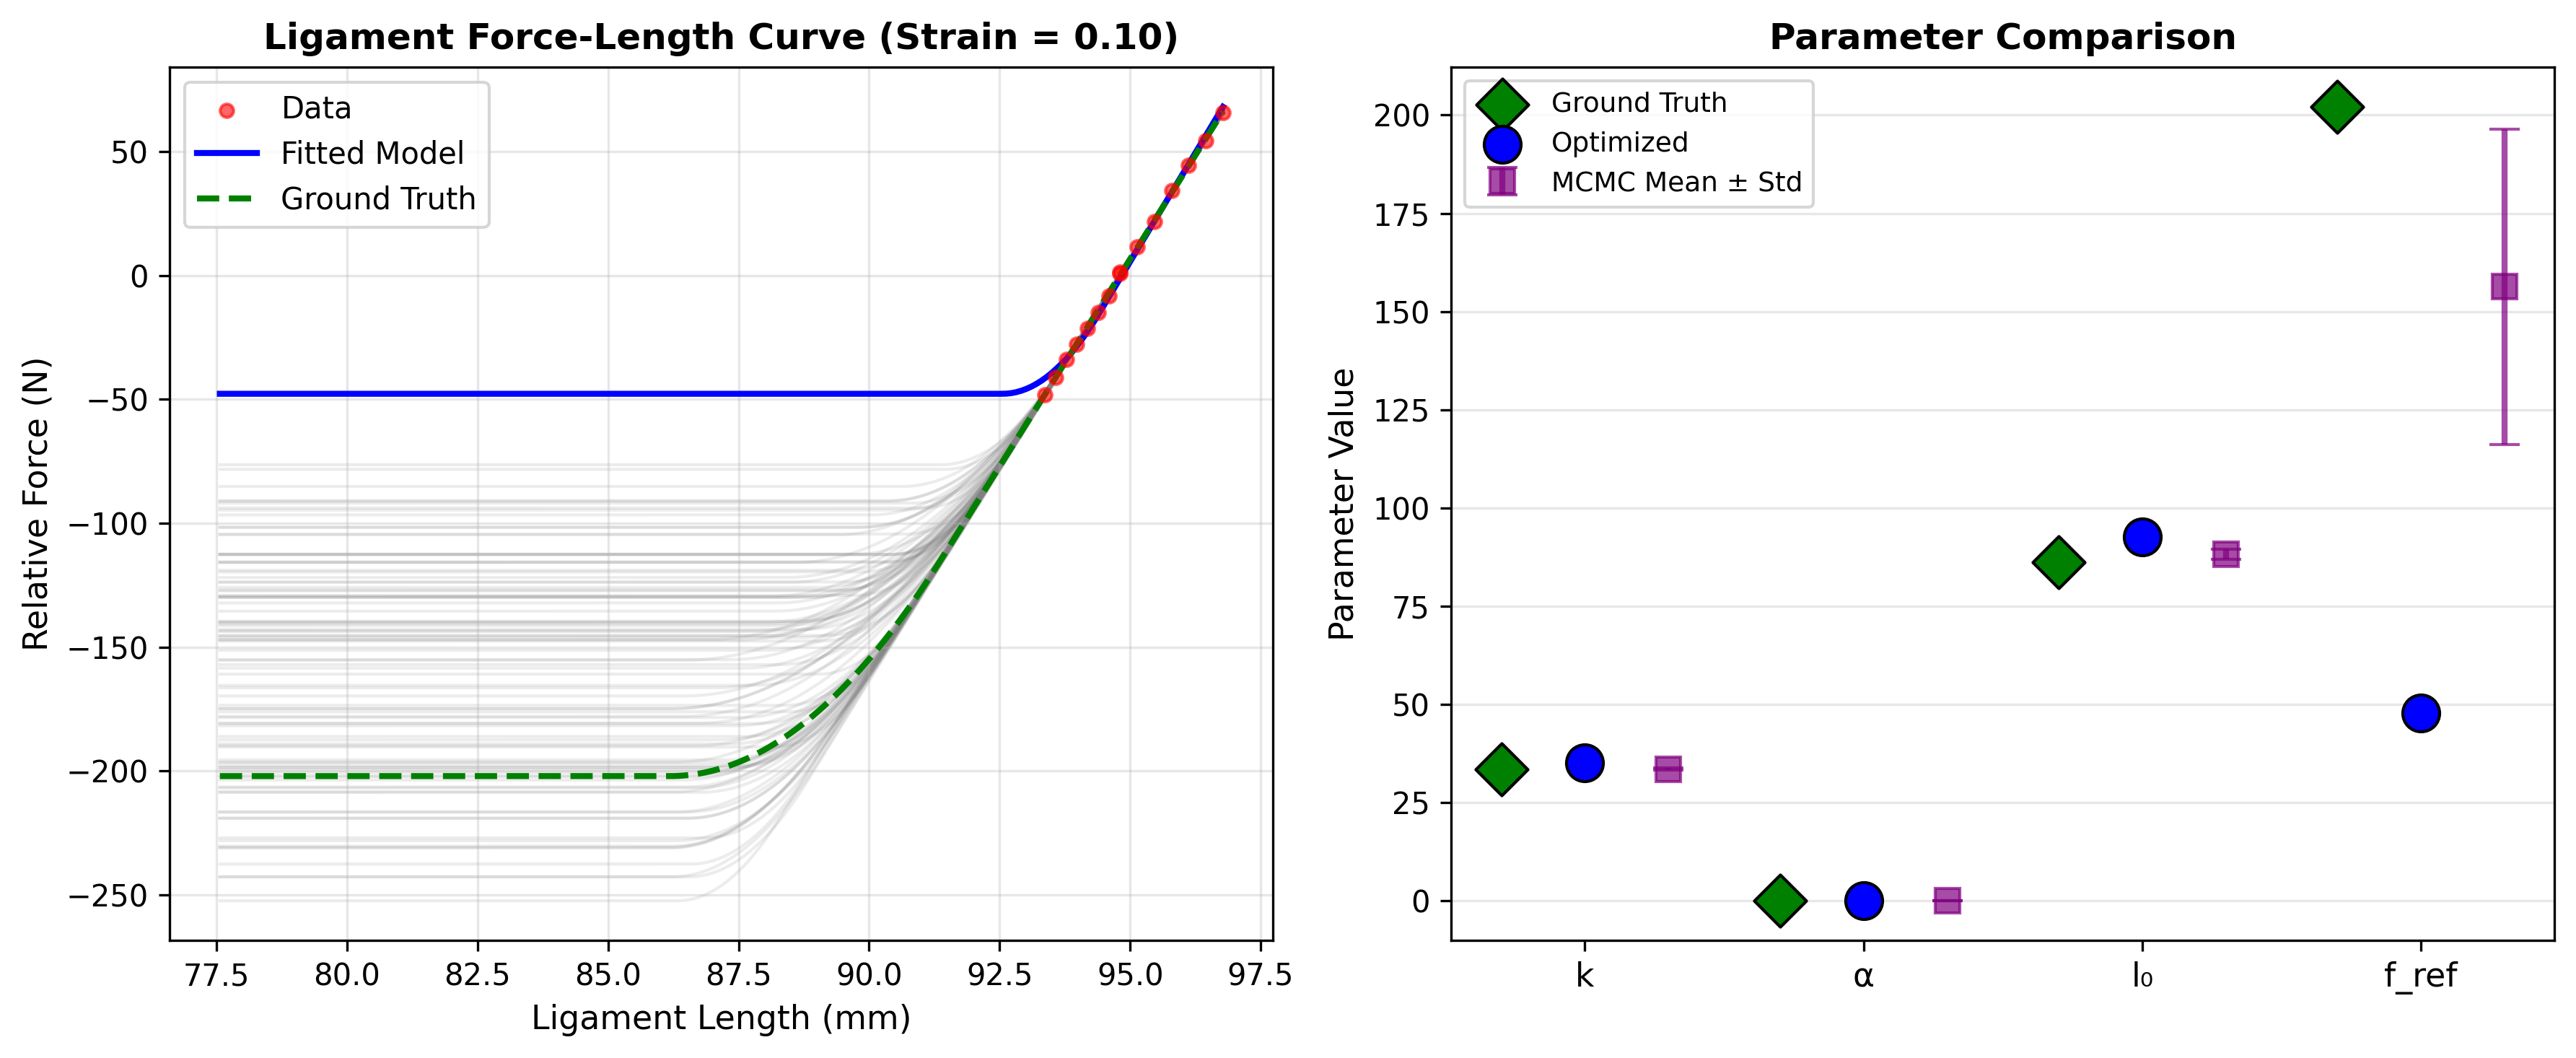 Ligament Force-Length Curve (Strain = 0.10)
Data
Fitted Model
Ground Truth
Relative Force (N)
50
0
−50
−100
−150
−200
−250
77.5 80.0 82.5 85.0 87.5 90.0 92.5 95.0 97.5
Ligament Length (mm)
Parameter Comparison
Ground Truth
Optimized
MCMC Mean ± Std
Parameter Value
200
175
150
125
100
75
50
25
0
k α l₀ f_ref